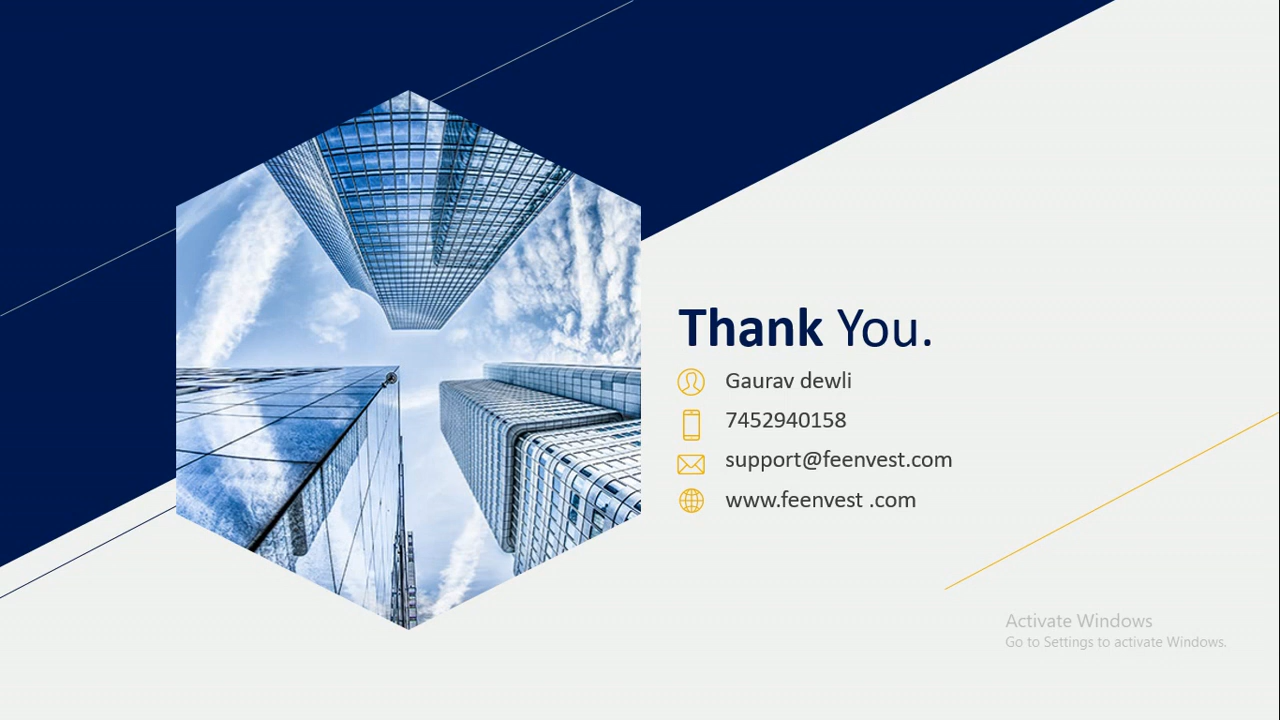 Thank You.
Gaurav dewli
7452940158
support@feenvest.com
www.feenvest .com
Activate Windows
Go to Settings to activate Windows.